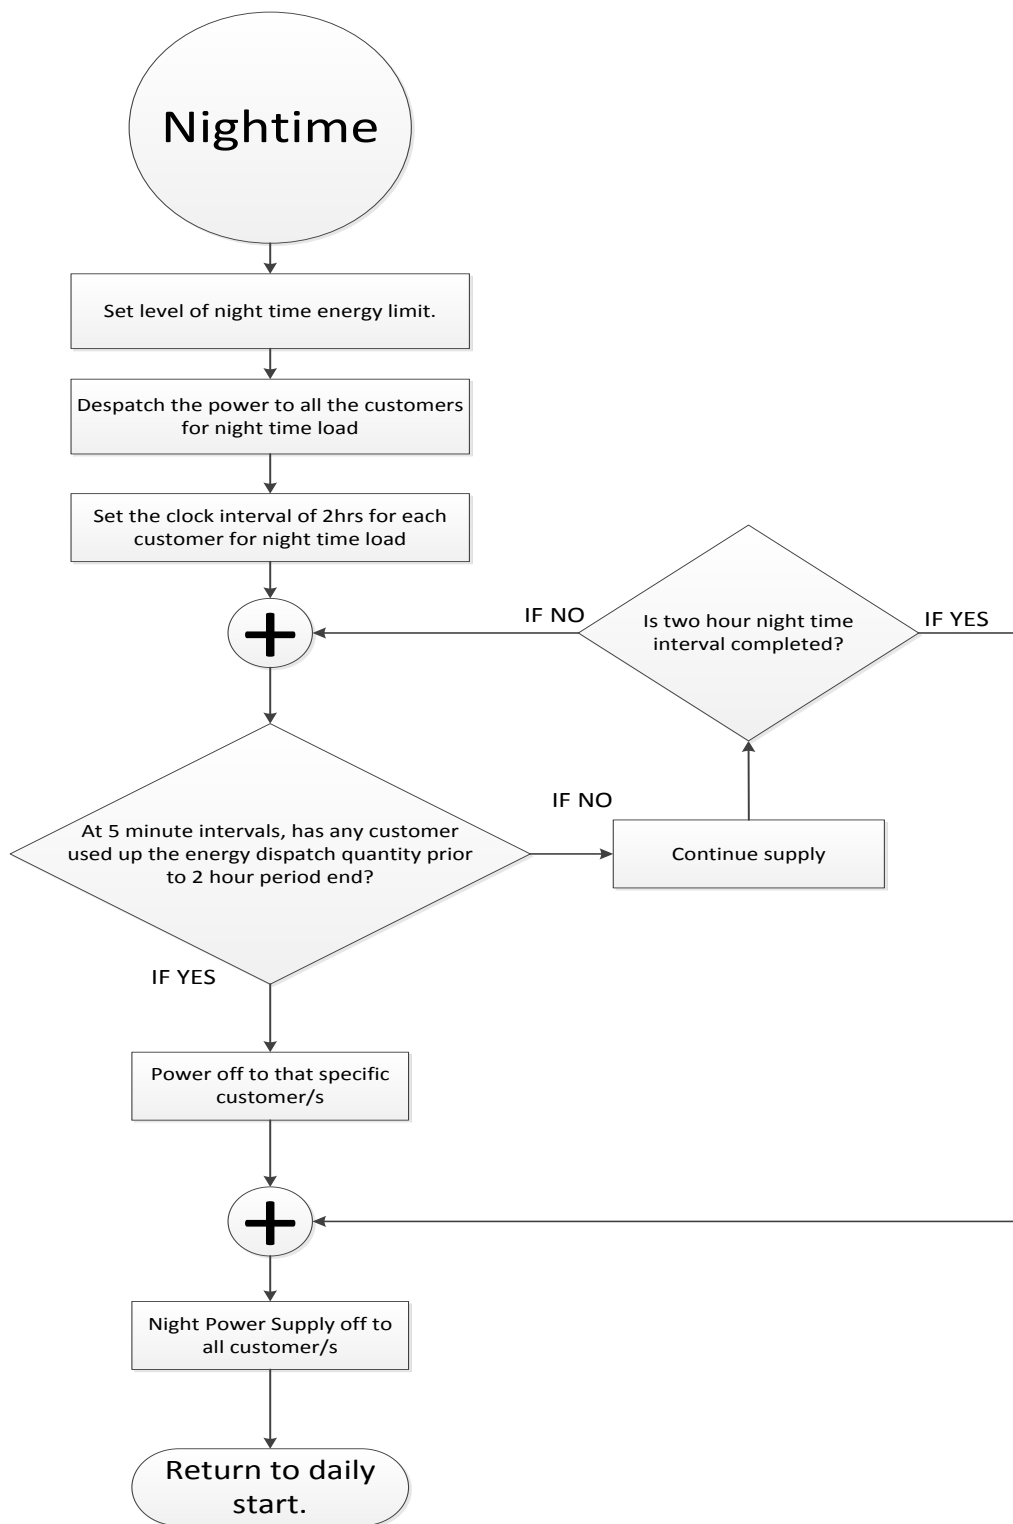 Nightime
Set level of night time energy limit.
Despatch the power to all the customers
for night time load
Set the clock interval of 2hrs for each
customer for night time load
IF NO
Is two hour night time
interval completed?
IF YES
At 5 minute intervals, has any customer
used up the energy dispatch quantity prior
to 2 hour period end?
IF NO
Continue supply
IF YES
Power off to that specific
customer/s
Night Power Supply off to
all customer/s
Return to daily
start.